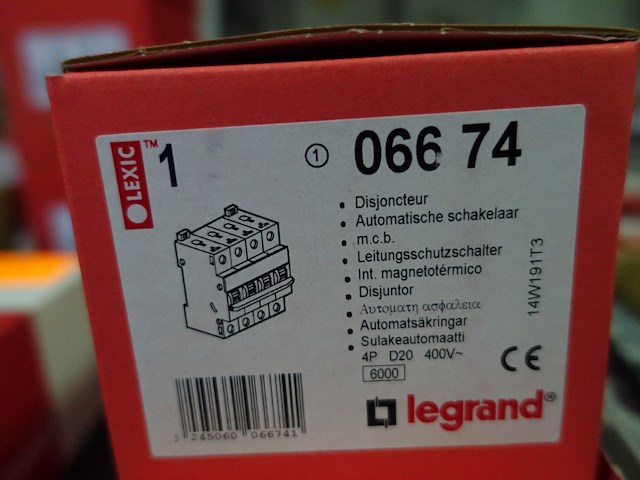 LEXIC™
1
① 066 74
• Disjoncteur
• Automatische schakelaar
• m.c.b.
• Leitungsschutzschalter
• Int. magnetotérmico
• Disjuntor
• Αυτοματη ασφαλεια
• Automatsäkringar
• Sulakeautomaatti
4P D20 400V~
6000
14W191T3
CE
legrand®
3 245060 066741